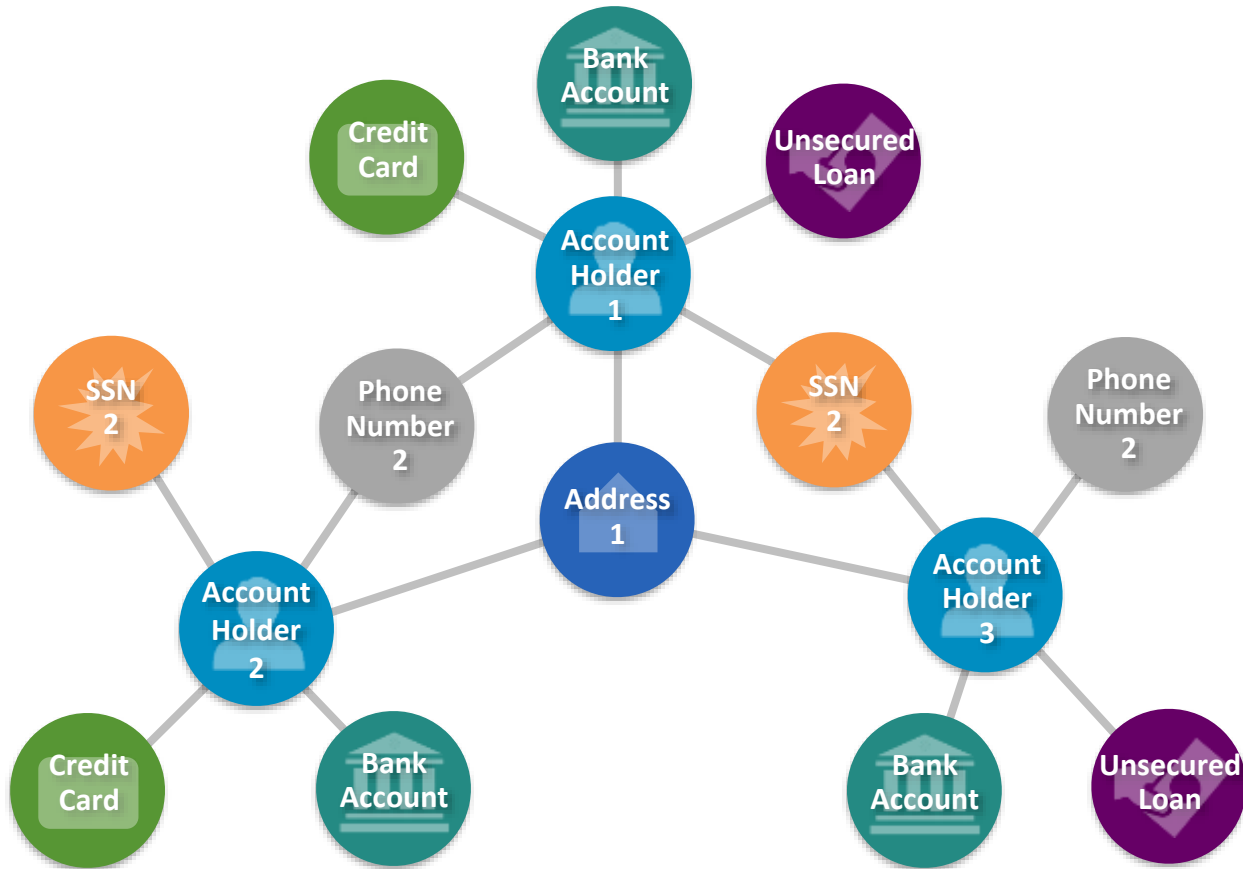 Bank
Account
Credit
Card
Unsecured
Loan
Account
Holder
1
SSN
2
Phone
Number
2
SSN
2
Phone
Number
2
Address
1
Account
Holder
2
Account
Holder
3
Credit
Card
Bank
Account
Bank
Account
Unsecured
Loan